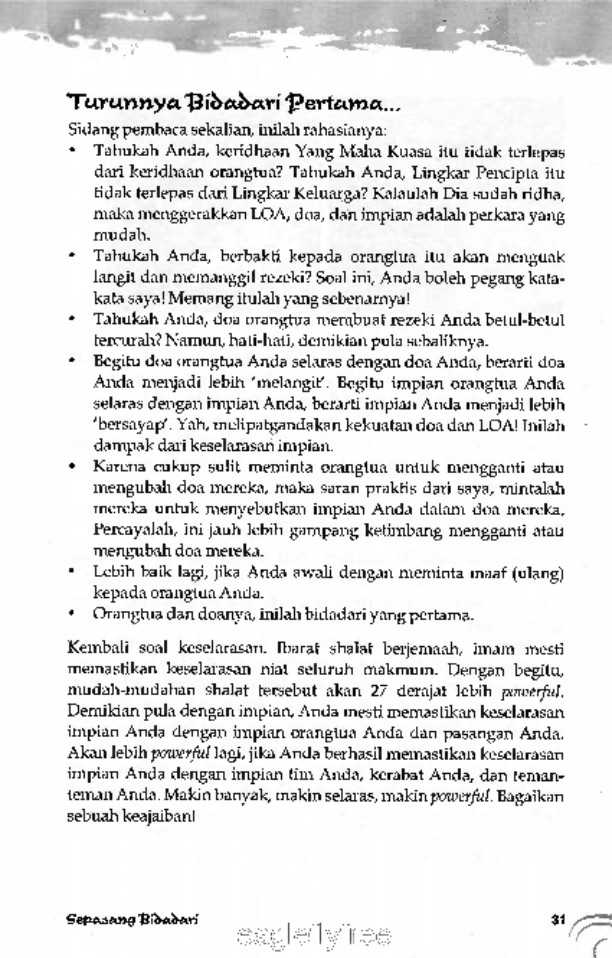 Turunnya Bidadari Pertama...
Sidang pembaca sekalian, inilah rahasianya:
• Tahukah Anda, keridhaan Yang Maha Kuasa itu tidak terlepas
dari keridhaan orangtua? Tahukah Anda, Lingkar Pencipta itu
tidak terlepas dari Lingkar Keluarga? Kalaulah Dia sudah ridha,
maka menggerakkan LOA, doa, dan impian adalah perkara yang
mudah.
• Tahukah Anda, berbakti kepada orangtua itu akan menguak
langit dan memanggil rezeki? Soal ini, Anda boleh pegang kata-
kata saya! Memang itulah yang sebenarnya!
• Tahukah Anda, doa orangtua membuat rezeki Anda betul-betul
tercurah? Namun, hati-hati, demikian pula sebaliknya.
• Begitu doa orangtua Anda selaras dengan doa Anda, berarti doa
Anda menjadi lebih 'melangit'. Begitu impian orangtua Anda
selaras dengan impian Anda, berarti impian Anda menjadi lebih
'bersayap'. Yah, melipatgandakan kekuatan doa dan LOA! Inilah
dampak dari keselarasan impian.
• Karena cukup sulit meminta orangtua untuk mengganti atau
mengubah doa mereka, maka saran praktis dari saya, mintalah
mereka untuk menyebutkan impian Anda dalam doa mereka.
Percayalah, ini jauh lebih gampang ketimbang mengganti atau
mengubah doa mereka.
• Lebih baik lagi, jika Anda awali dengan meminta maaf (ulang)
kepada orangtua Anda.
• Orangtua dan doanya, inilah bidadari yang pertama.
Kembali soal keselarasan. Ibarat shalat berjemaah, imam mesti
memastikan keselarasan niat seluruh makmum. Dengan begitu,
mudah-mudahan shalat tersebut akan 27 derajat lebih powerful.
Demikian pula dengan impian, Anda mesti memastikan keselarasan
impian Anda dengan impian orangtua Anda dan pasangan Anda.
Akan lebih powerful lagi, jika Anda berhasil memastikan keselarasan
impian Anda dengan impian tim Anda, kerabat Anda, dan teman-
teman Anda. Makin banyak, makin selaras, makin powerful. Bagaikan
sebuah keajaiban!
Sepasang Bidadari 31
eagleflyfree